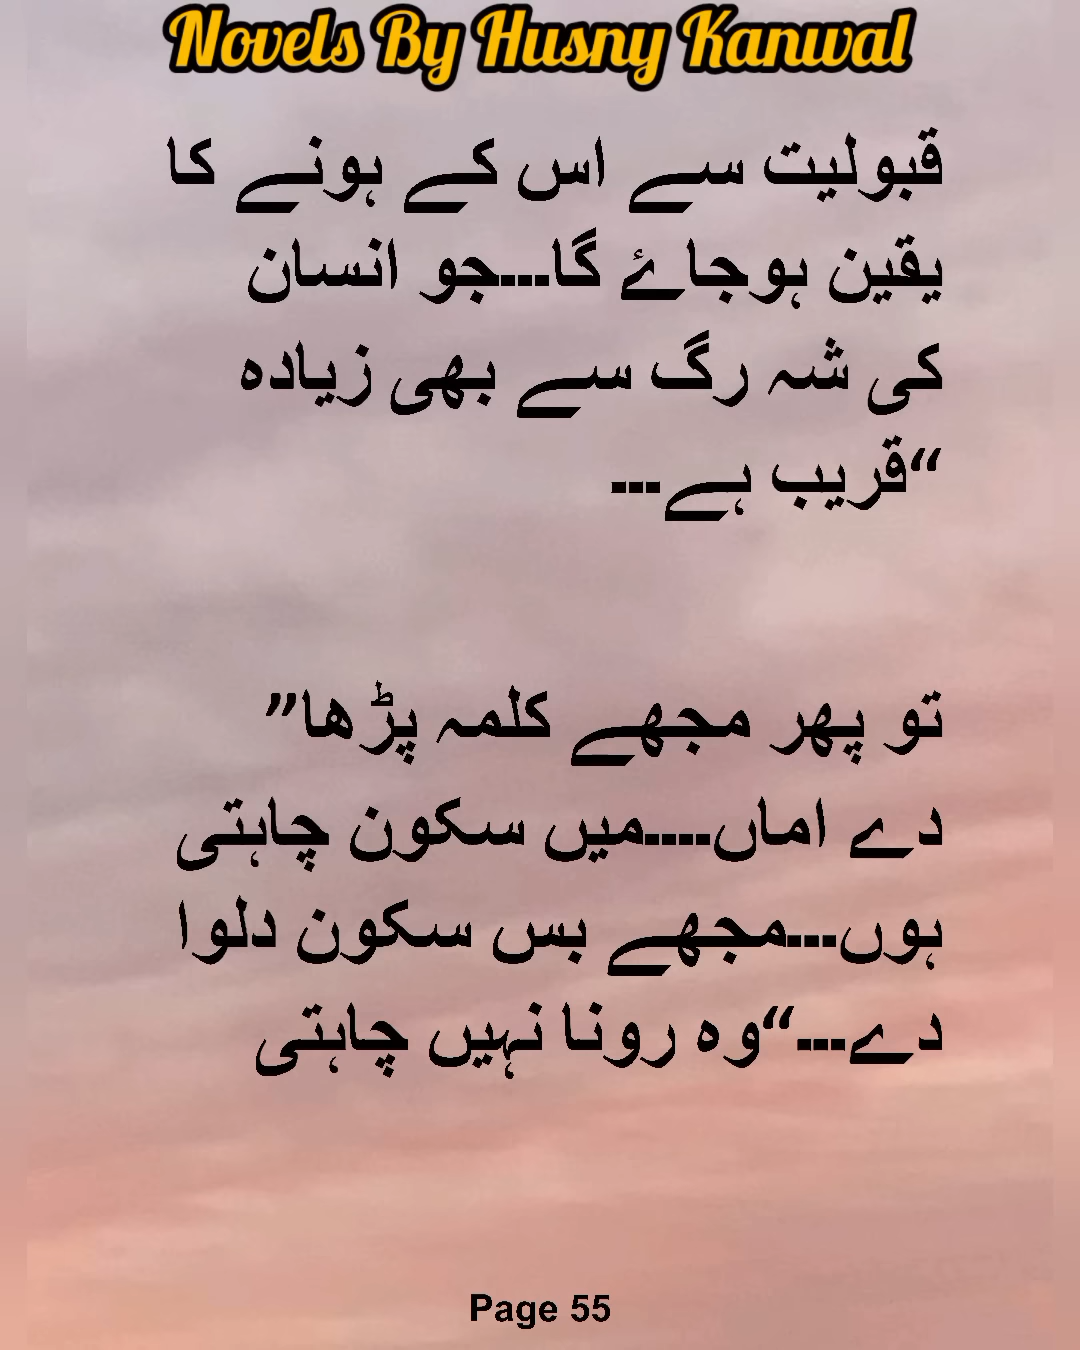 Novels By Husny Kanwal
قبولیت سے اس کے ہونے کا
یقین ہوجاۓ گا۔۔۔جو انسان
کی شہ رگ سے بھی زیادہ
“قریب ہے۔۔۔
تو پھر مجھے کلمہ پڑھا”
دے اماں۔۔۔۔میں سکون چاہتی
ہوں۔۔۔مجھے بس سکون دلوا
دے۔۔۔“وہ رونا نہیں چاہتی
Page 55